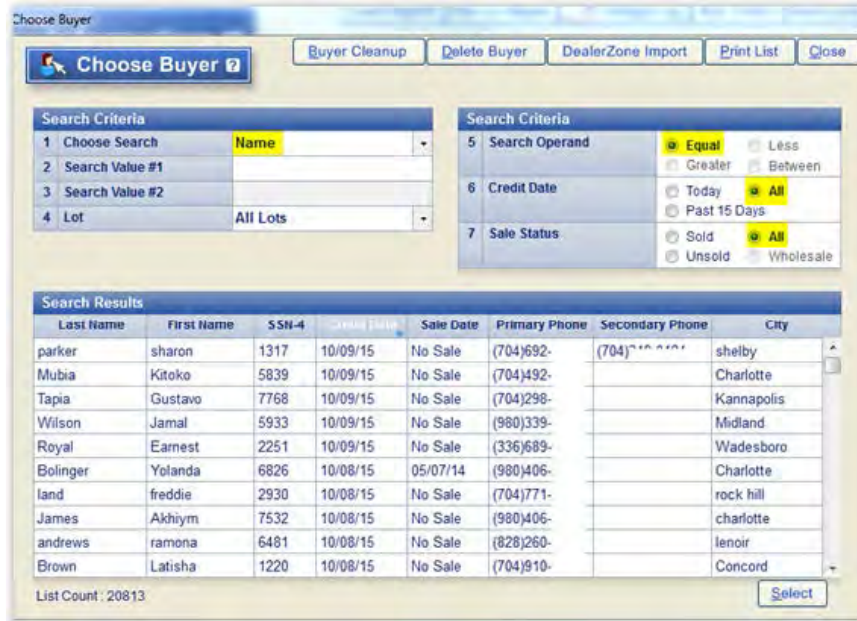 Choose Buyer
Choose Buyer ?
Buyer Cleanup Delete Buyer DealerZone Import Print List Close
Search Criteria
1 Choose Search Name
2 Search Value #1
3 Search Value #2
4 Lot All Lots
Search Criteria
5 Search Operand Equal Less
Greater Between
6 Credit Date Today All
Past 15 Days
7 Sale Status Sold All
Unsold Wholesale
Search Results
Last Name First Name SSN-4 Credit Date Sale Date Primary Phone Secondary Phone City
parker sharon 1317 10/09/15 No Sale (704)692- (704) shelby
Mubia Kitoko 5839 10/09/15 No Sale (704)492- Charlotte
Tapia Gustavo 7768 10/09/15 No Sale (704)298- Kannapolis
Wilson Jamal 5933 10/09/15 No Sale (980)339- Midland
Royal Earnest 2251 10/09/15 No Sale (336)689- Wadesboro
Bolinger Yolanda 6826 10/08/15 05/07/14 (980)406- Charlotte
land freddie 2930 10/08/15 No Sale (704)771- rock hill
James Akhiym 7532 10/08/15 No Sale (980)406- charlotte
andrews ramona 6481 10/08/15 No Sale (828)260- lenoir
Brown Latisha 1220 10/08/15 No Sale (704)910- Concord
List Count : 20813 Select